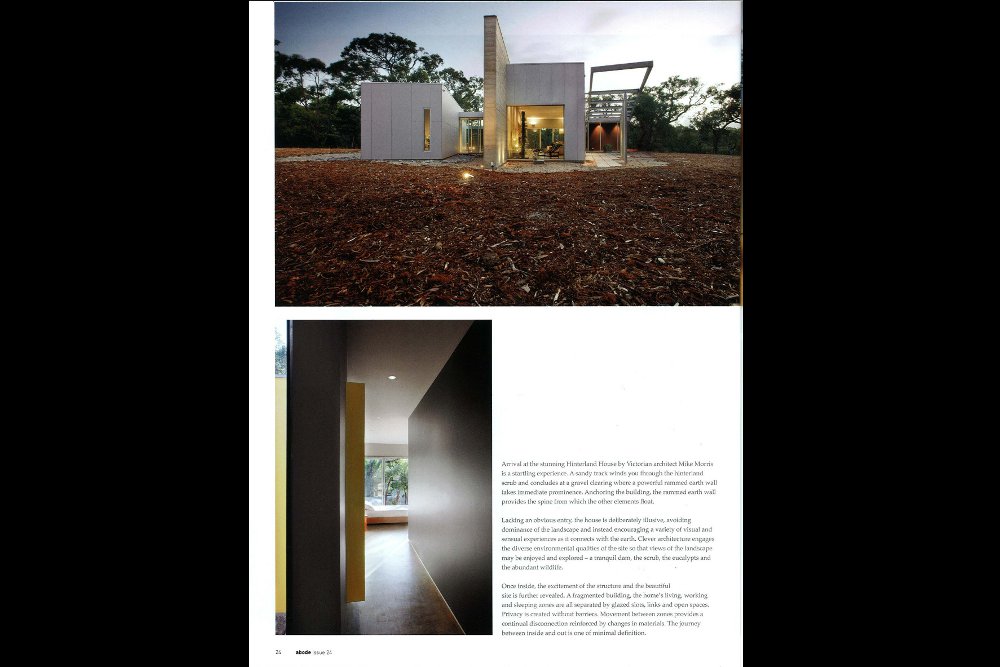 Arrival at the stunning Hinterland House by Victorian architect Mike Morris
is a startling experience. A sandy track winds you through the hinterland
scrub and concludes at a gravel clearing where a powerful rammed earth wall
takes immediate prominence. Anchoring the building, the rammed earth wall
provides the spine from which the other elements float.
Lacking an obvious entry, the house is deliberately illusive, avoiding
dominance of the landscape and instead encouraging a variety of visual and
sensual experiences as it connects with the earth. Clever architecture engages
the diverse environmental qualities of the site so that views of the landscape
may be enjoyed and explored – a tranquil dam, the scrub, the eucalypts and
the abundant wildlife.
Once inside, the excitement of the structure and the beautiful
site is further revealed. A fragmented building, the home's living, working
and sleeping zones are all separated by glazed slots, links and open spaces.
Privacy is created without barriers. Movement between zones provides a
continual disconnection reinforced by changes in materials. The journey
between inside and out is one of minimal definition.
24 abode issue 24